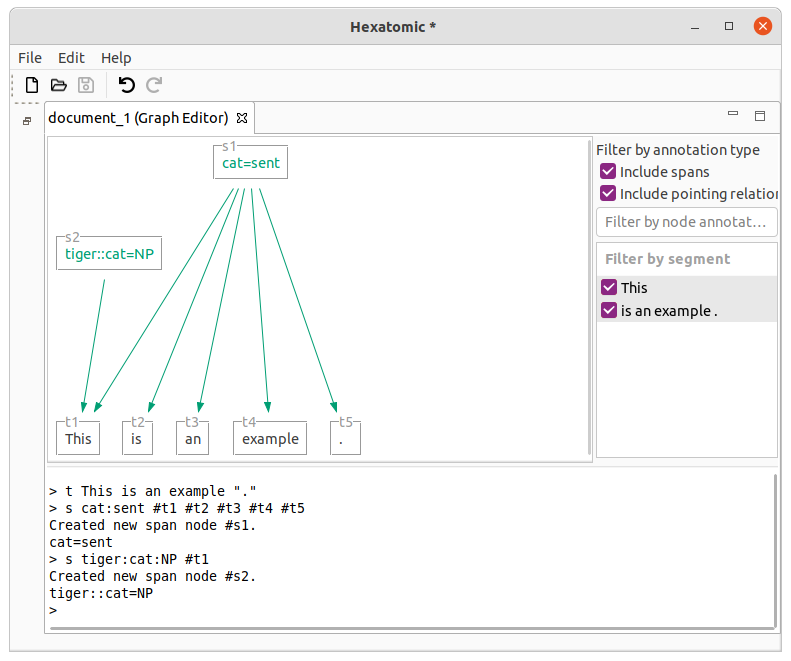 Hexatomic *
File Edit Help
document_1 (Graph Editor)
s1
cat=sent
s2
tiger::cat=NP
t1 t2 t3 t4 t5
This is an example .
Filter by annotation type
Include spans
Include pointing relation
Filter by node annotat...
Filter by segment
This
is an example .
> t This is an example "."
> s cat:sent #t1 #t2 #t3 #t4 #t5
Created new span node #s1.
cat=sent
> s tiger:cat:NP #t1
Created new span node #s2.
tiger::cat=NP
>